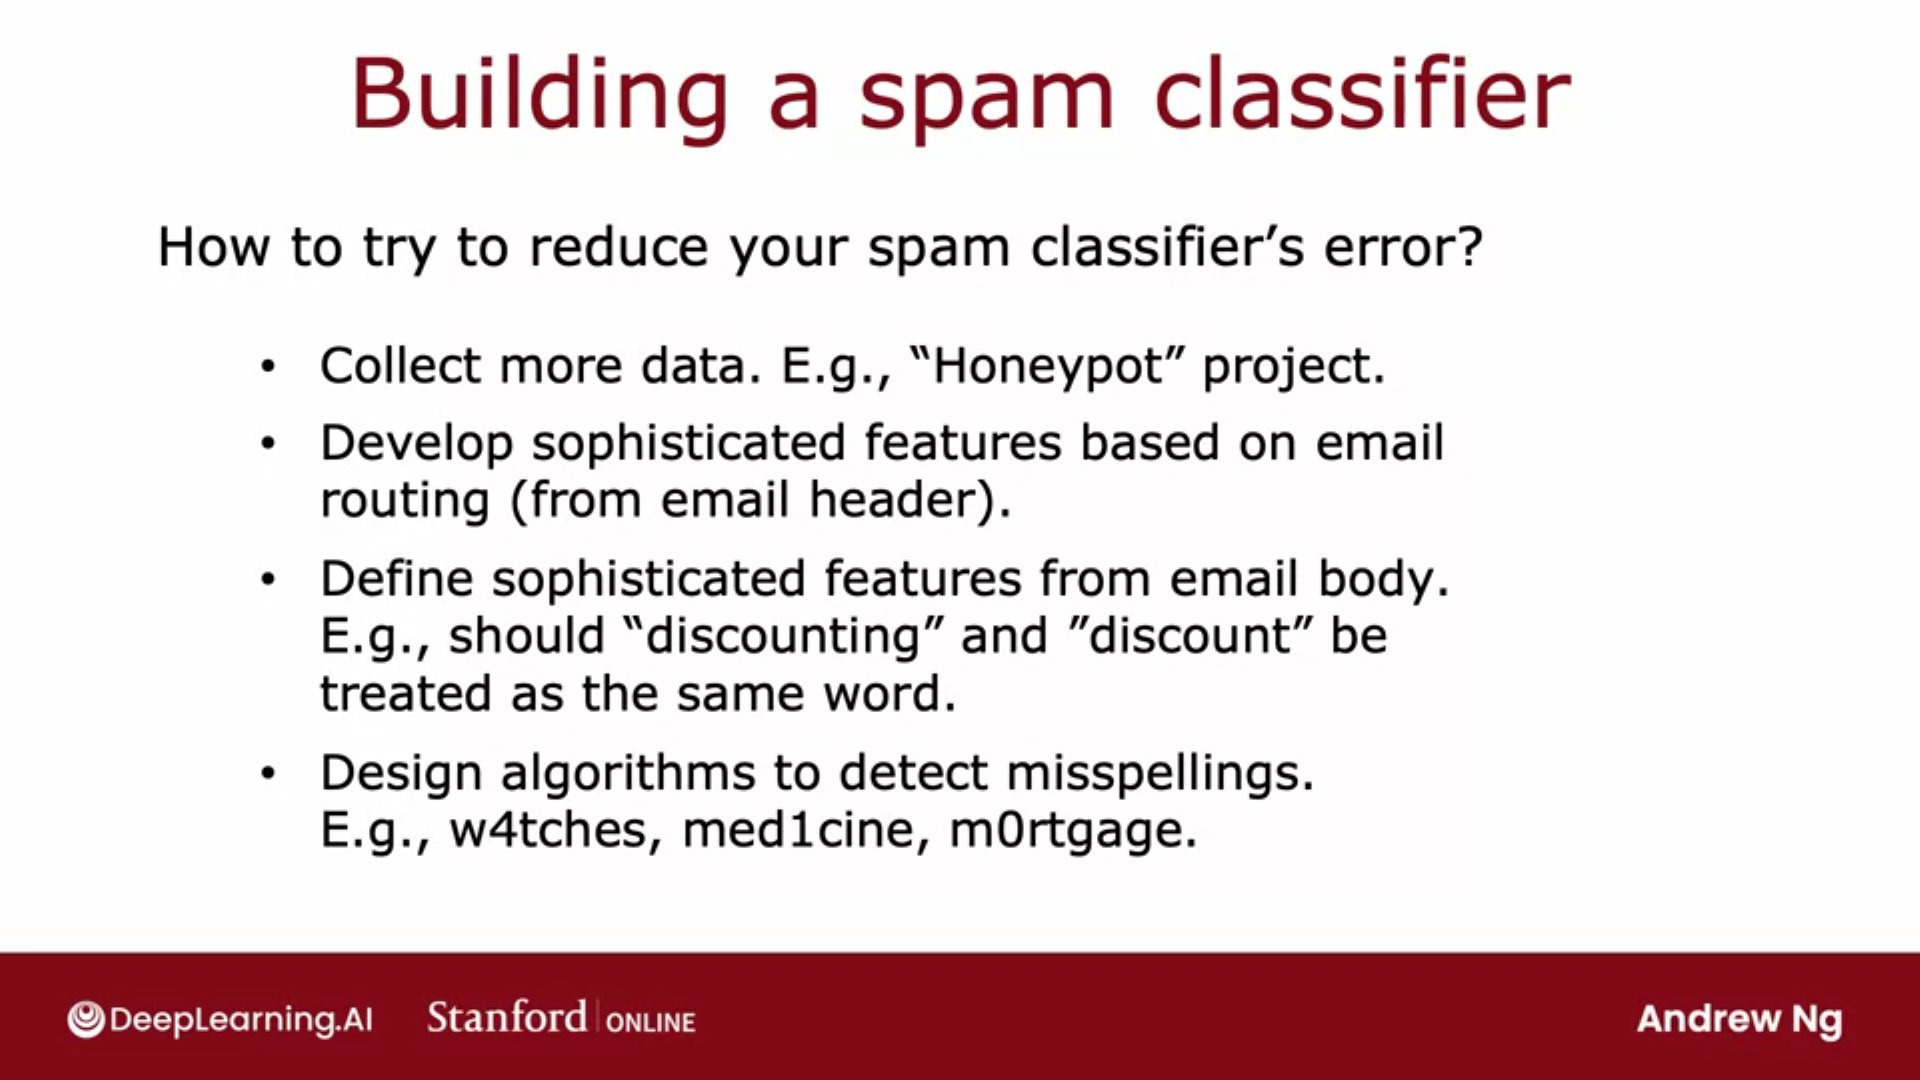 Building a spam classifier
How to try to reduce your spam classifier’s error?
• Collect more data. E.g., “Honeypot” project.
• Develop sophisticated features based on email
routing (from email header).
• Define sophisticated features from email body.
E.g., should “discounting” and ”discount” be
treated as the same word.
• Design algorithms to detect misspellings.
E.g., w4tches, med1cine, m0rtgage.
DeepLearning.AI Stanford | ONLINE Andrew Ng